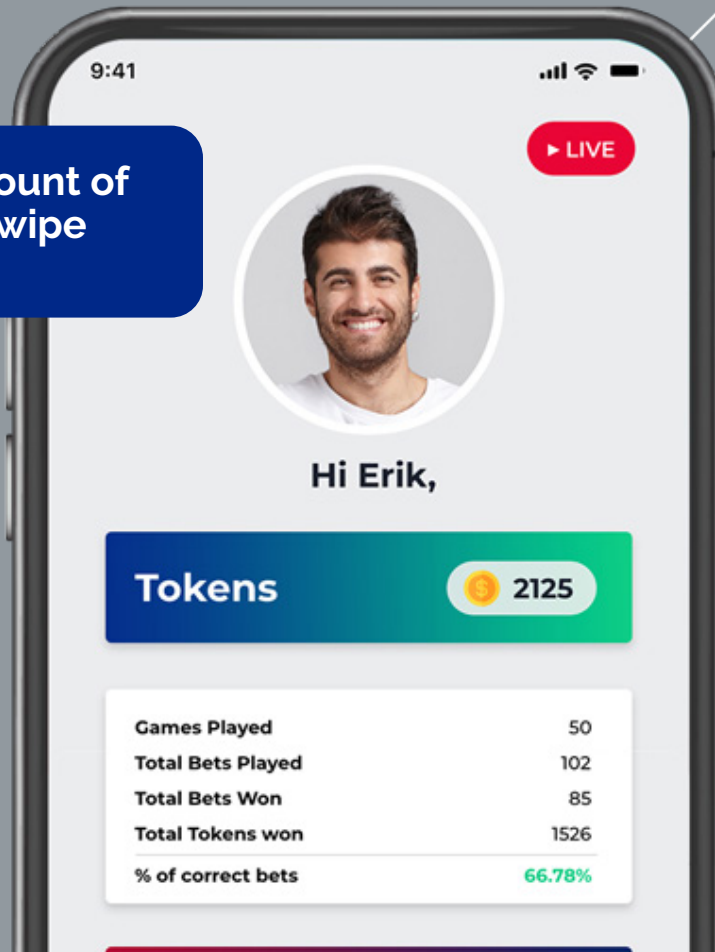 9:41
LIVE
ount of
wipe
Hi Erik,
Tokens 2125
Games Played 50
Total Bets Played 102
Total Bets Won 85
Total Tokens won 1526
% of correct bets 66.78%